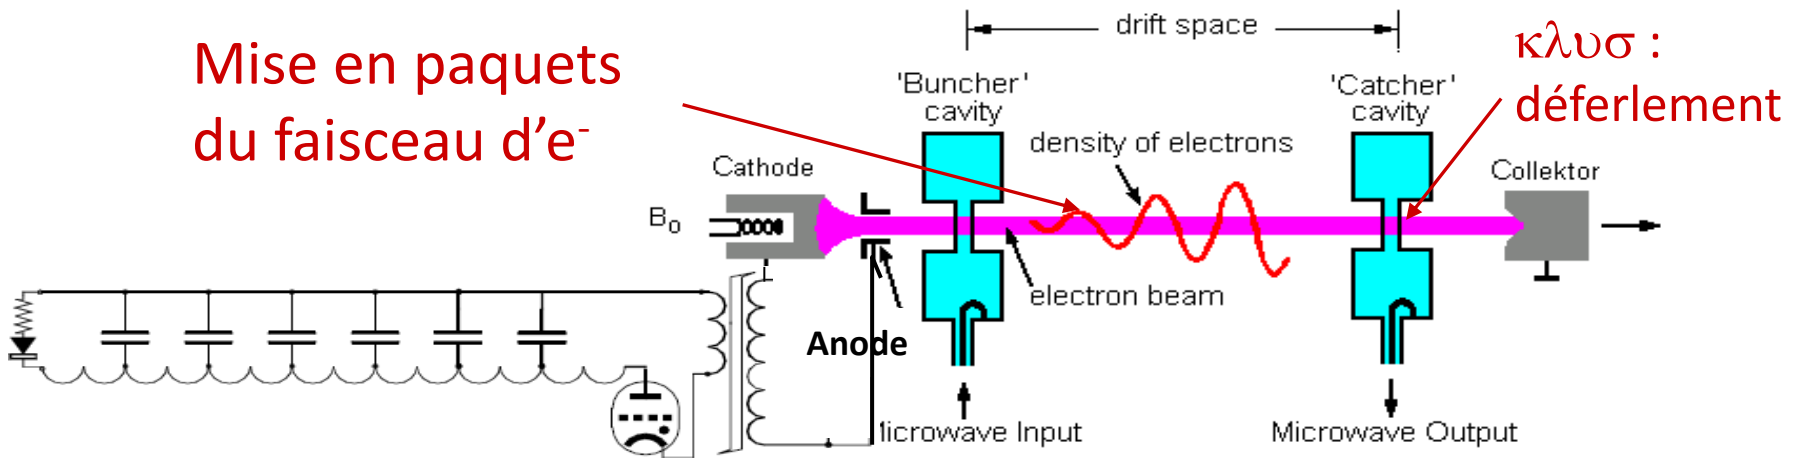 Mise en paquets
du faisceau d’e-
drift space
κλυσ :
déferlement
'Buncher'
cavity
'Catcher'
cavity
density of electrons
Cathode
Collektor
B0
electron beam
Anode
Microwave Input
Microwave Output